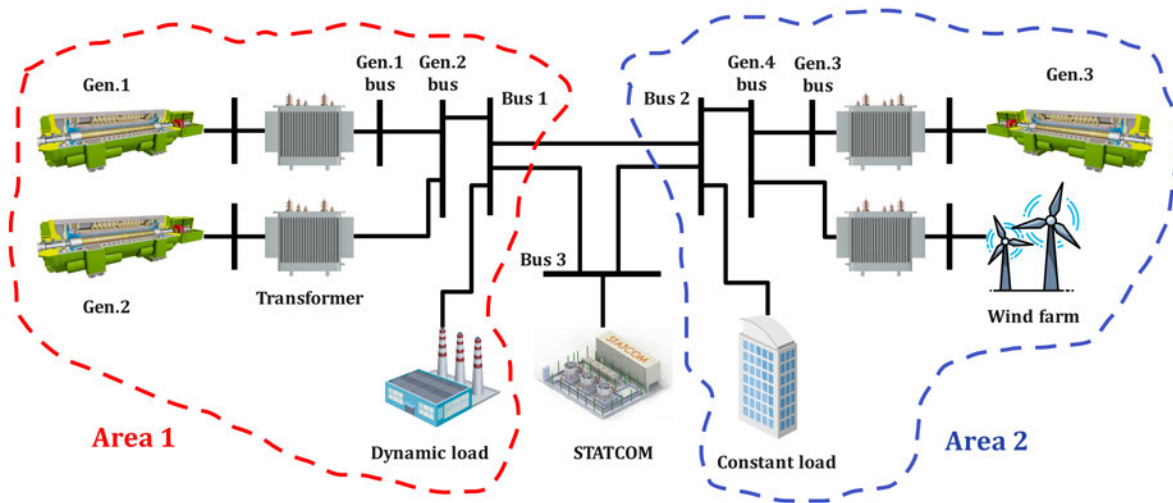 Gen.1
Gen.1
bus
Gen.2
bus
Bus 1
Bus 2
Gen.4
bus
Gen.3
bus
Gen.3
Gen.2
Transformer
Bus 3
STATCOM
Wind farm
Area 1
Dynamic load
STATCOM
Constant load
Area 2